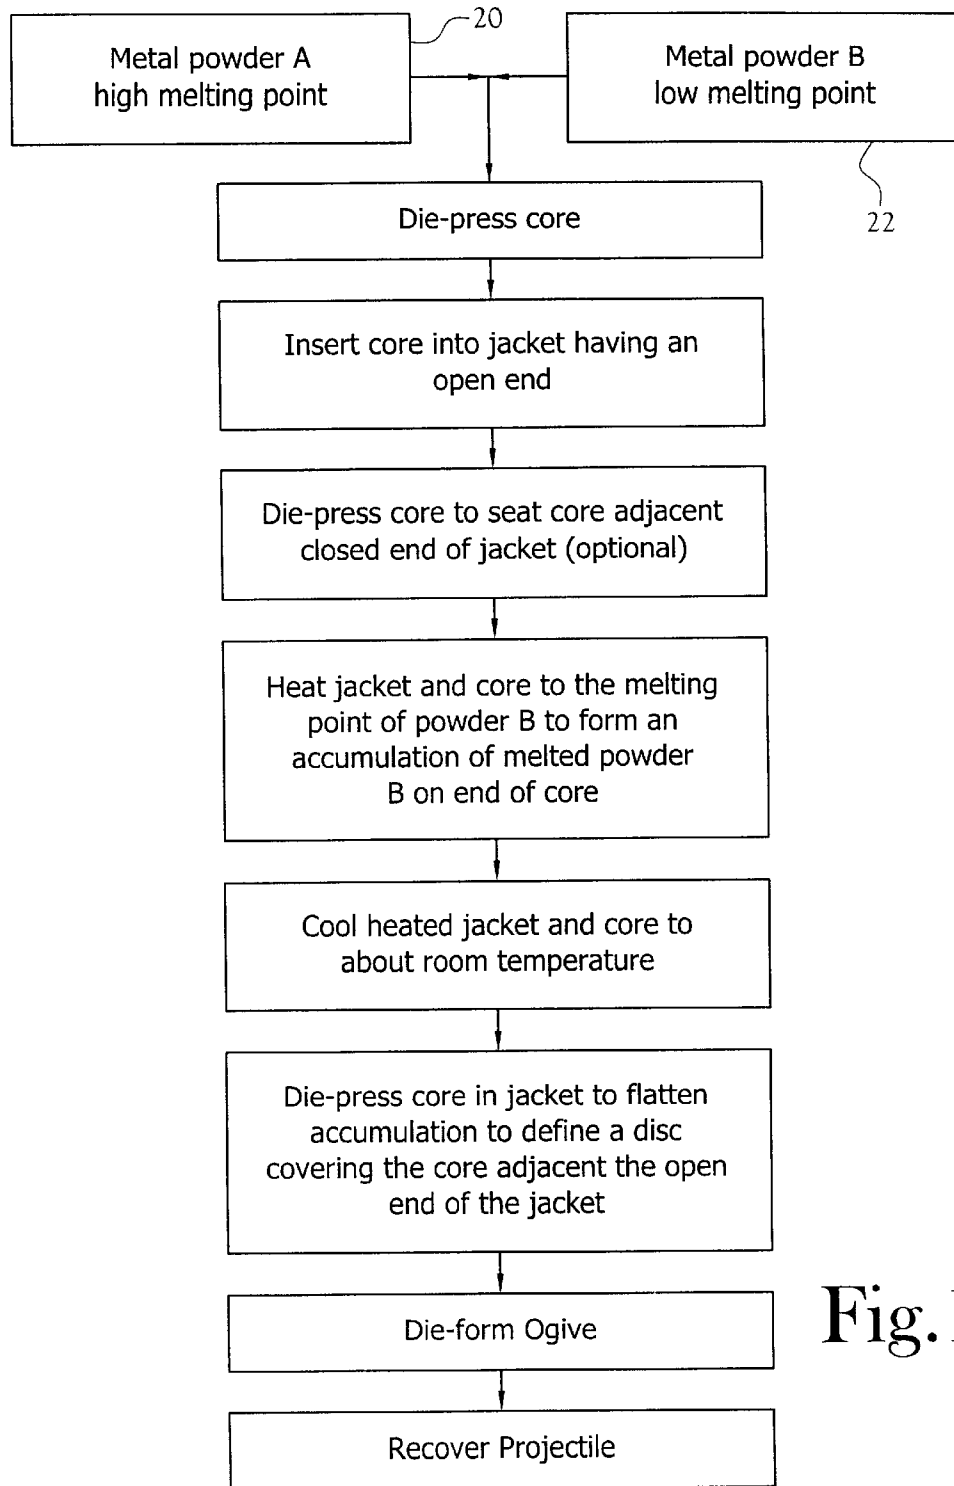 20
Metal powder A
high melting point
Metal powder B
low melting point
22
Die-press core
Insert core into jacket having an
open end
Die-press core to seat core adjacent
closed end of jacket (optional)
Heat jacket and core to the melting
point of powder B to form an
accumulation of melted powder
B on end of core
Cool heated jacket and core to
about room temperature
Die-press core in jacket to flatten
accumulation to define a disc
covering the core adjacent the open
end of the jacket
Die-form Ogive
Fig.
Recover Projectile